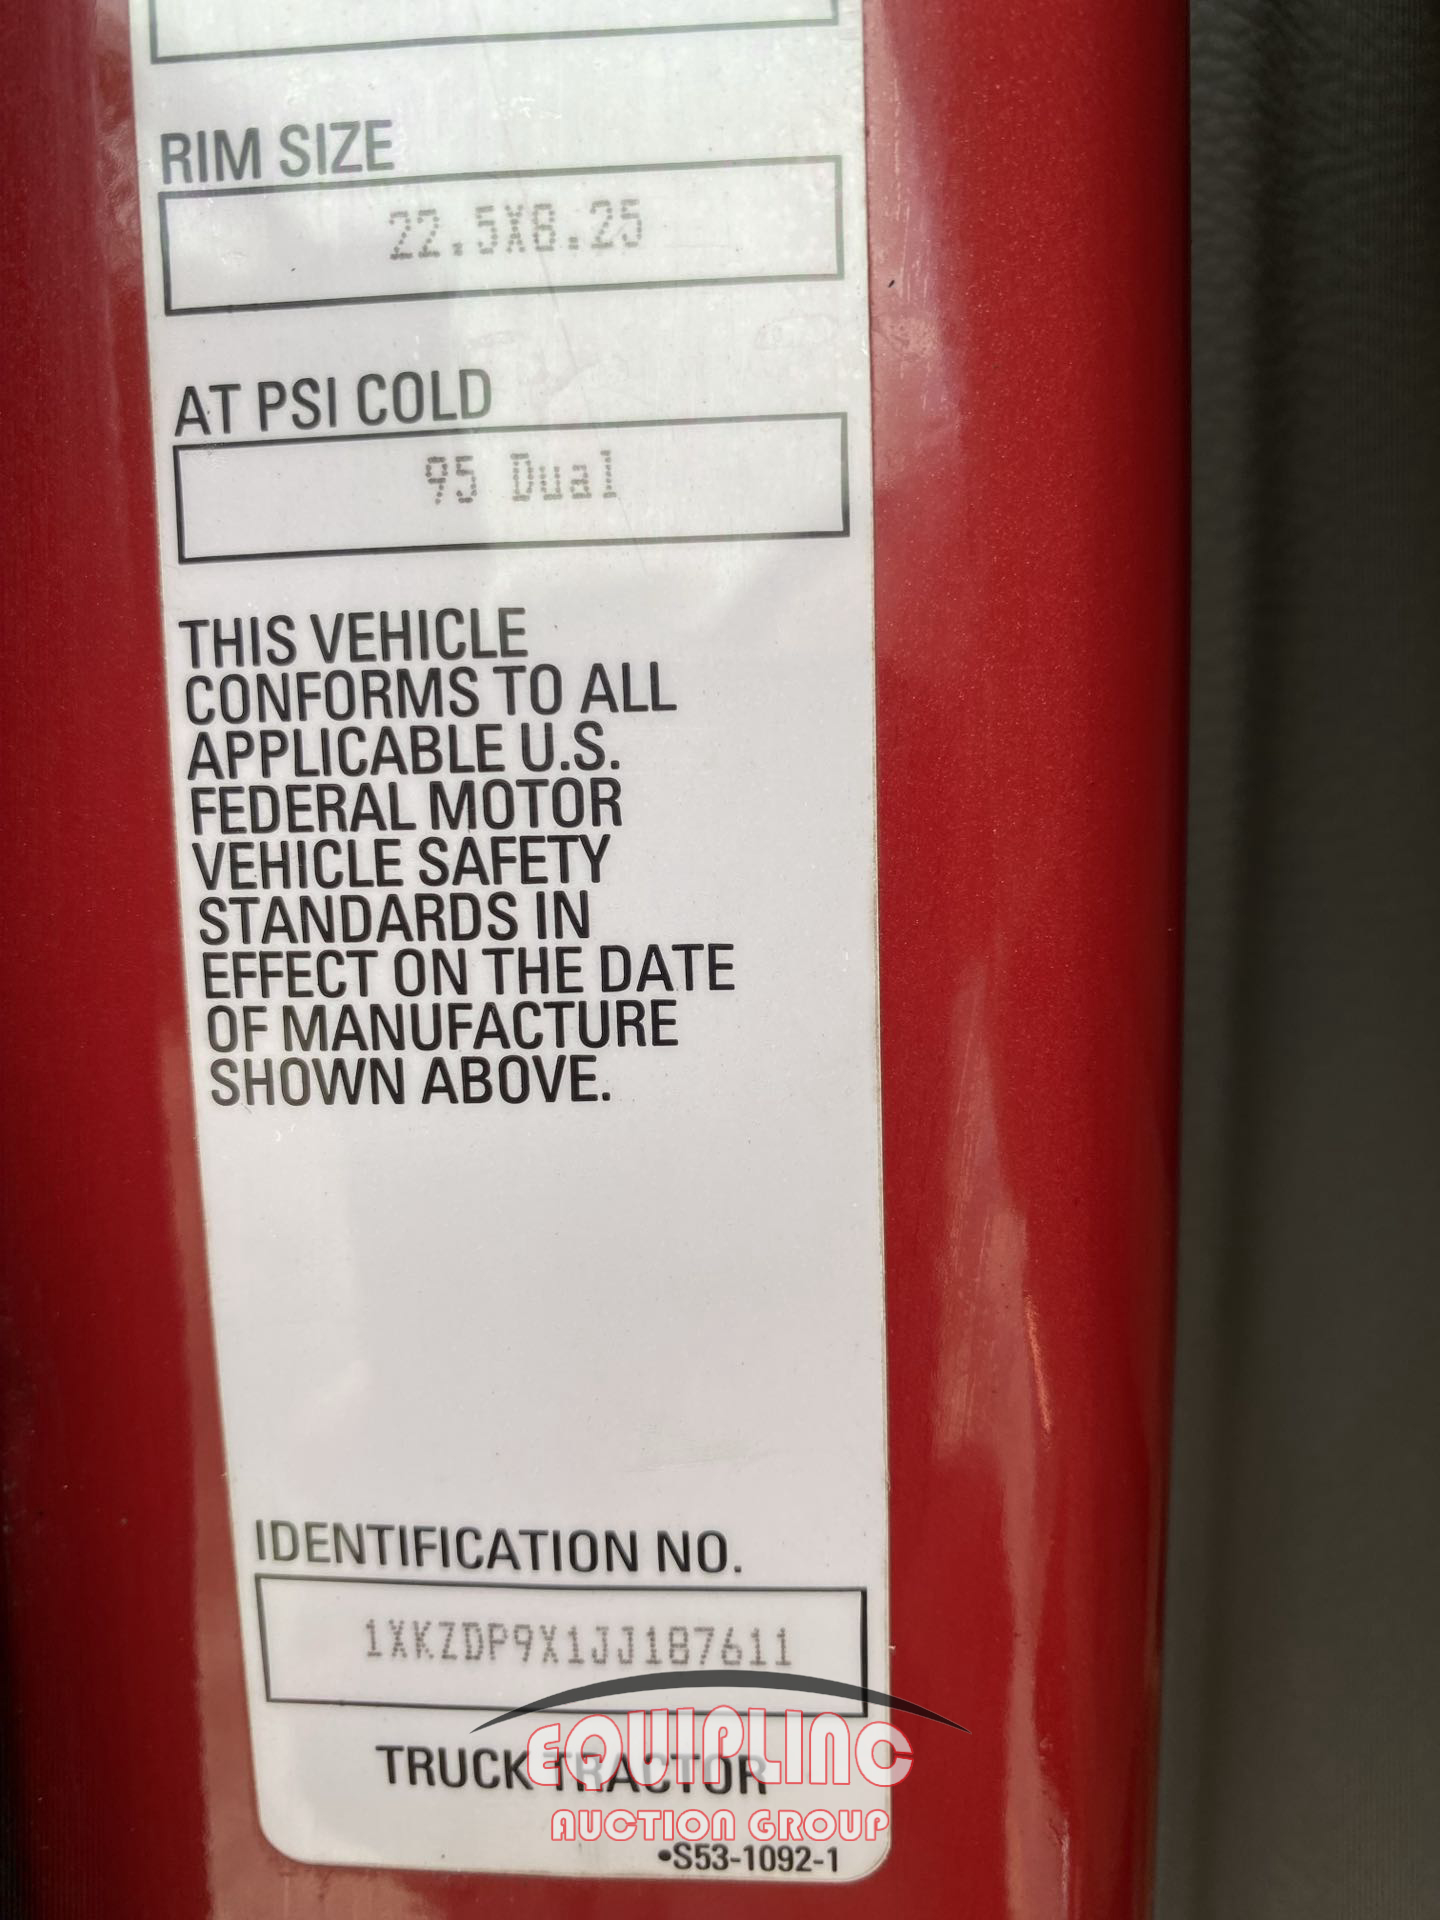 RIM SIZE
22.5X8.25
AT PSI COLD
95 Dual
THIS VEHICLE
CONFORMS TO ALL
APPLICABLE U.S.
FEDERAL MOTOR
VEHICLE SAFETY
STANDARDS IN
EFFECT ON THE DATE
OF MANUFACTURE
SHOWN ABOVE.
IDENTIFICATION NO.
1XKZDP9X1JJ187611
TRUCK TRACTOR
EQUIPLINC
AUCTION GROUP
•S53-1092-1